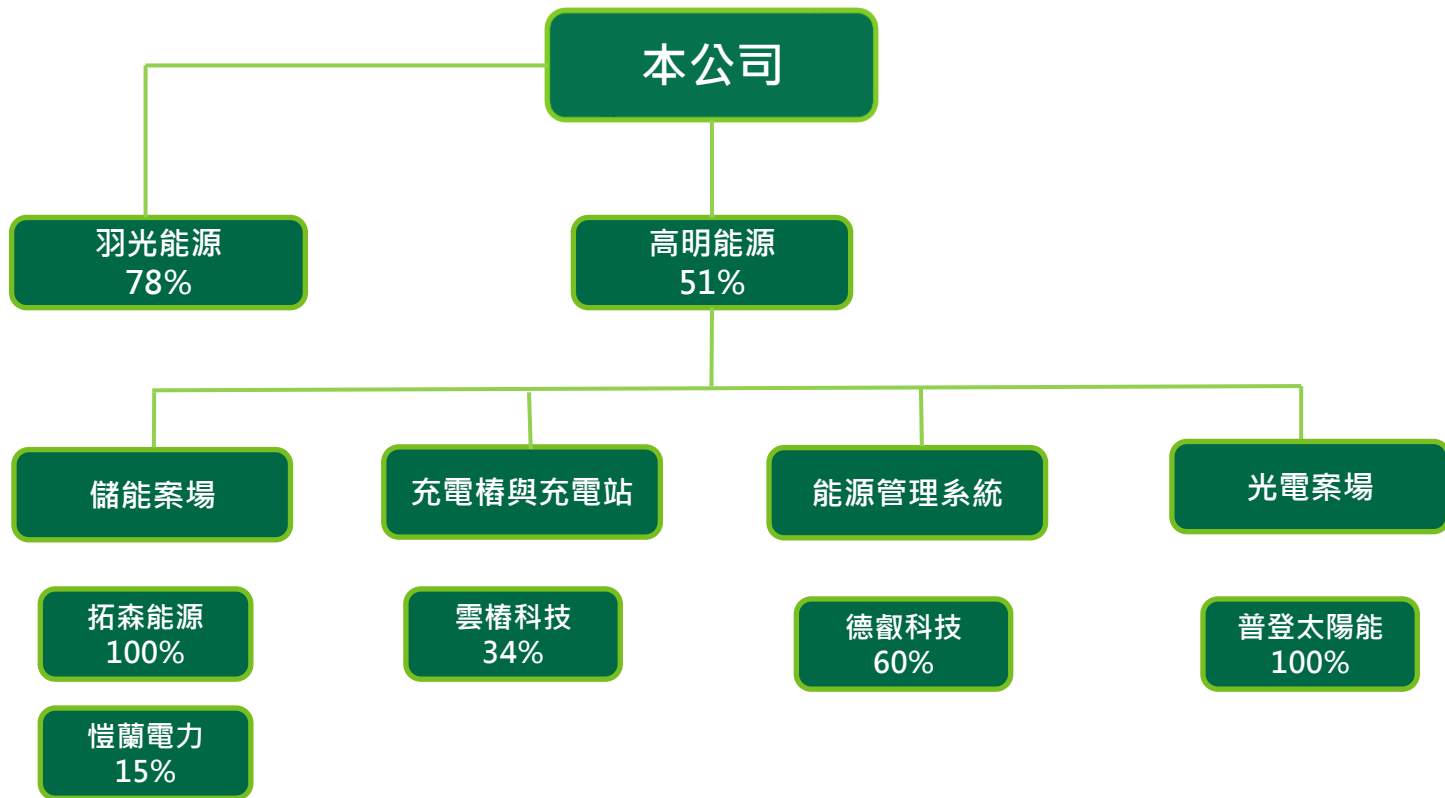 本公司
羽光能源
78%
高明能源
51%
儲能案場
充電樁與充電站
能源管理系統
光電案場
拓森能源
100%
雲樁科技
34%
德叡科技
60%
普登太陽能
100%
愷蘭電力
15%